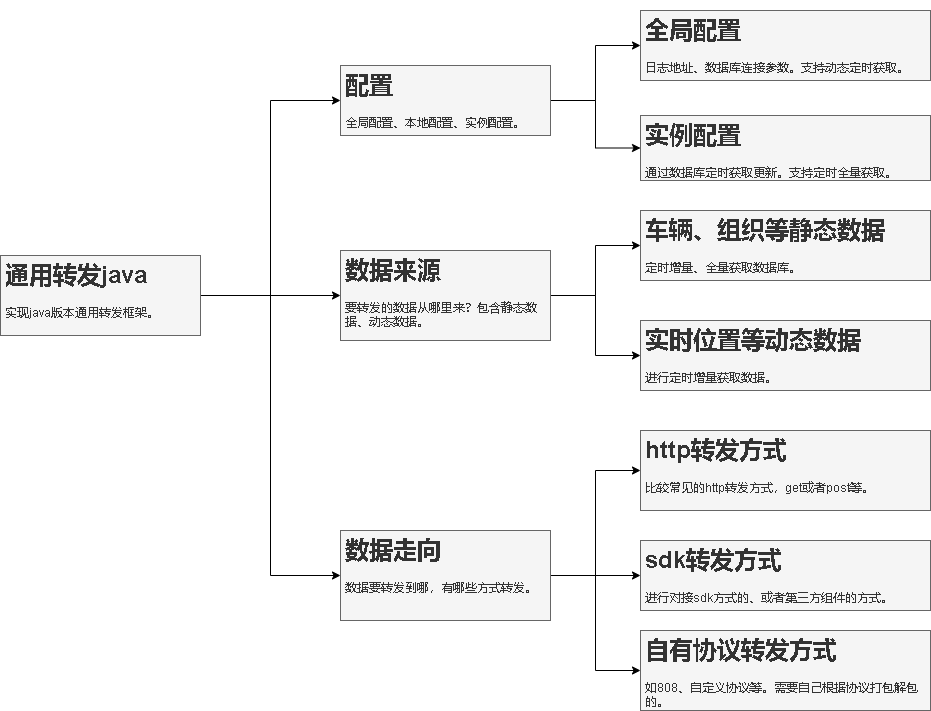 通用转发java
实现java版本通用转发框架。
配置
全局配置、本地配置、实例配置。
全局配置
日志地址、数据库连接参数。支持动态定时获取。
实例配置
通过数据库定时获取更新。支持定时全量获取。
数据来源
要转发的数据从哪里来？包含静态数
据、动态数据。
车辆、组织等静态数据
定时增量、全量获取数据库。
实时位置等动态数据
进行定时增量获取数据。
数据走向
数据要转发到哪，有哪些方式转发。
http转发方式
比较常见的http转发方式，get或者post等。
sdk转发方式
进行对接sdk方式的、或者第三方组件的方式。
自有协议转发方式
如808、自定义协议等。需要自己根据协议打包解包
的。